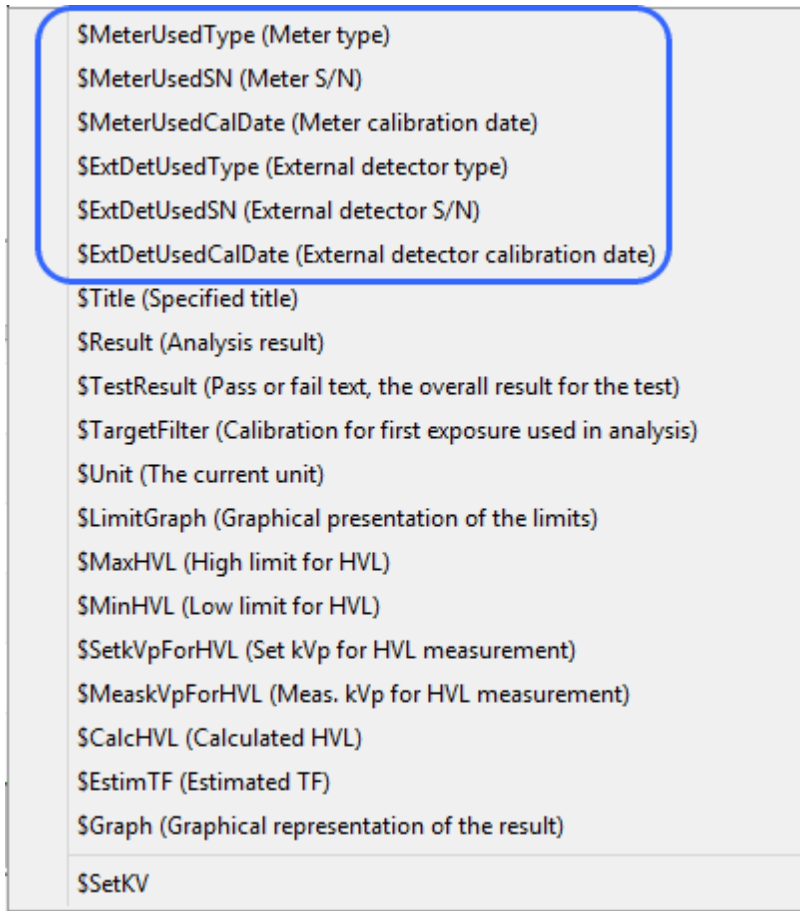 $MeterUsedType (Meter type)
$MeterUsedSN (Meter S/N)
$MeterUsedCalDate (Meter calibration date)
$ExtDetUsedType (External detector type)
$ExtDetUsedSN (External detector S/N)
$ExtDetUsedCalDate (External detector calibration date)
$Title (Specified title)
$Result (Analysis result)
$TestResult (Pass or fail text, the overall result for the test)
$TargetFilter (Calibration for first exposure used in analysis)
$Unit (The current unit)
$LimitGraph (Graphical presentation of the limits)
$MaxHVL (High limit for HVL)
$MinHVL (Low limit for HVL)
$SetkVpForHVL (Set kVp for HVL measurement)
$MeaskVpForHVL (Meas. kVp for HVL measurement)
$CalcHVL (Calculated HVL)
$EstimTF (Estimated TF)
$Graph (Graphical representation of the result)
$SetKV